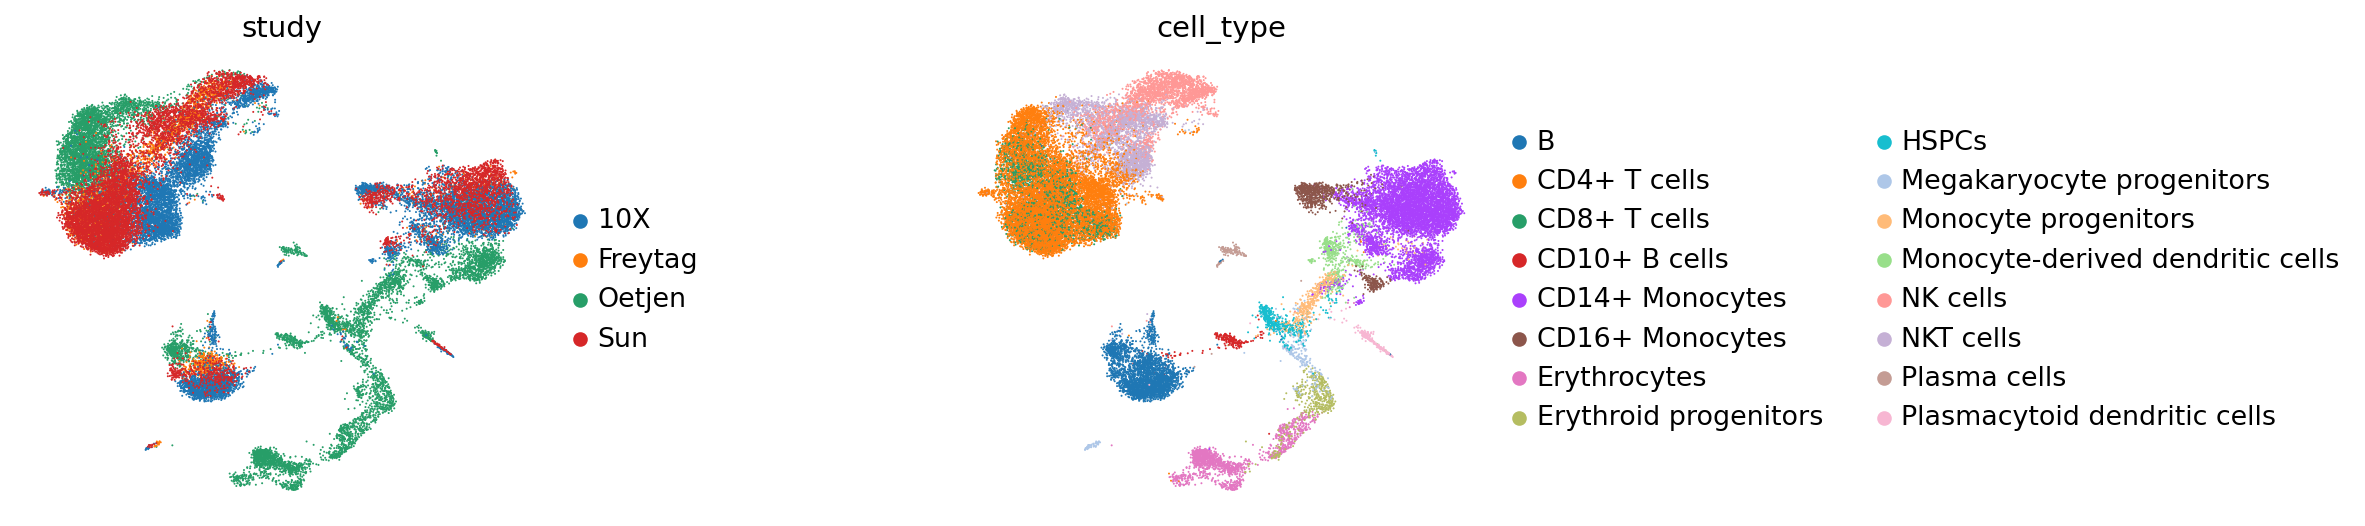 study
10X
Freytag
Oetjen
Sun
cell_type
B
CD4+ T cells
CD8+ T cells
CD10+ B cells
CD14+ Monocytes
CD16+ Monocytes
Erythrocytes
Erythroid progenitors
HSPCs
Megakaryocyte progenitors
Monocyte progenitors
Monocyte-derived dendritic cells
NK cells
NKT cells
Plasma cells
Plasmacytoid dendritic cells